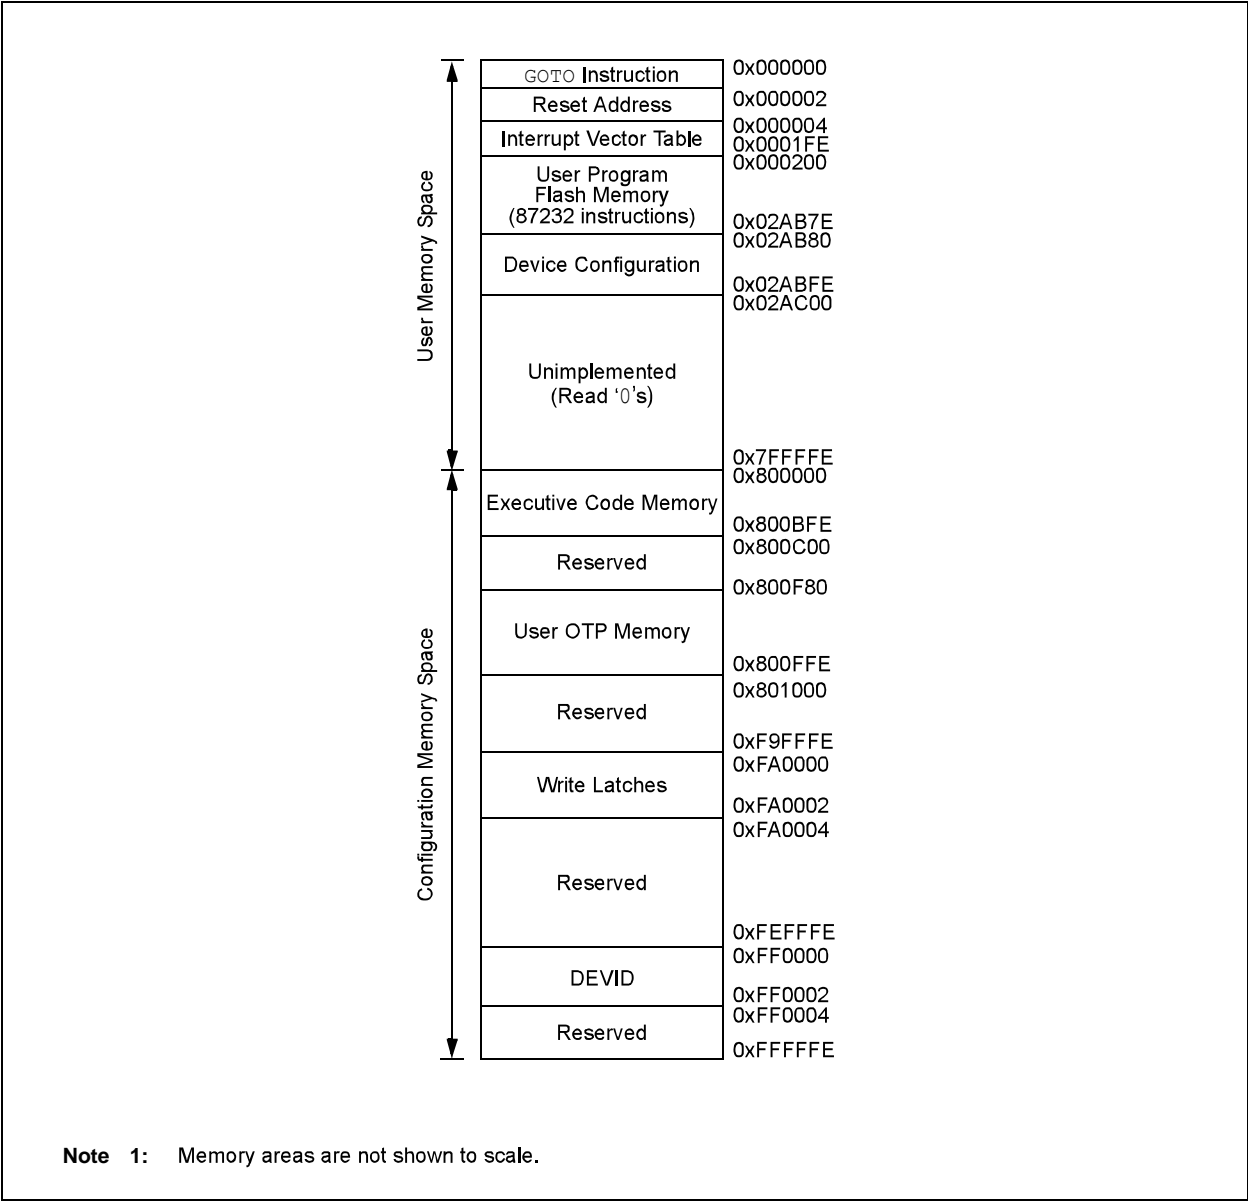 GOTO Instruction
0x000000
Reset Address
0x000002
Interrupt Vector Table
0x000004
0x0001FE
User Program
Flash Memory
(87232 instructions)
0x000200
0x02AB7E
Device Configuration
0x02AB80
0x02ABFE
Unimplemented
(Read ‘0’s)
0x02AC00
0x7FFFFE
User Memory Space
Executive Code Memory
0x800000
0x800BFE
Reserved
0x800C00
User OTP Memory
0x800F80
0x800FFE
Reserved
0x801000
0xF9FFFE
Write Latches
0xFA0000
0xFA0002
Reserved
0xFA0004
0xFEFFFE
DEVID
0xFF0000
0xFF0002
Reserved
0xFF0004
0xFFFFFE
Configuration Memory Space
Note 1: Memory areas are not shown to scale.